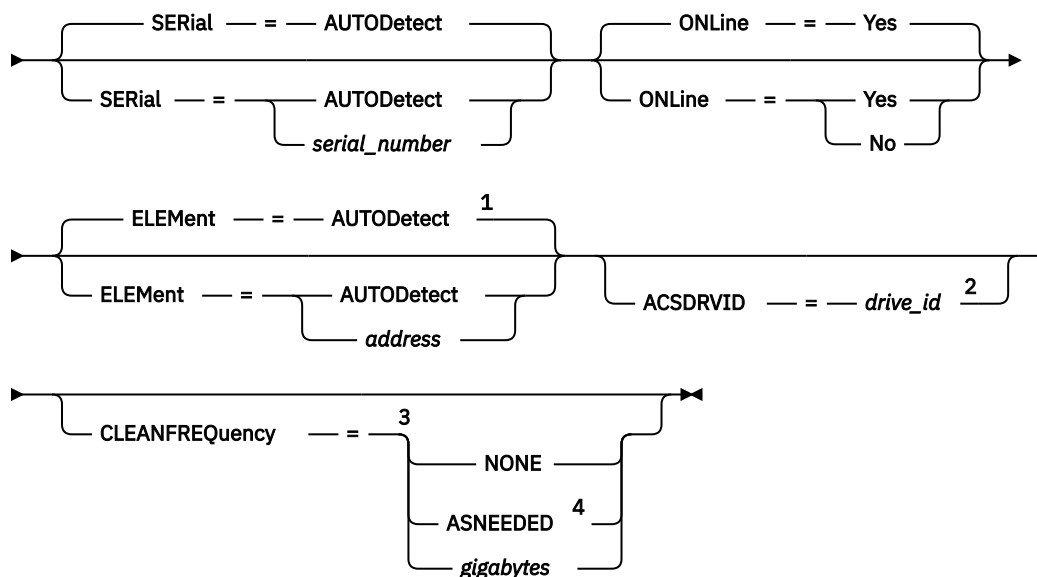 SERial = AUTODetect ONLine = Yes
SERial = AUTODetect ONLine = Yes
serial_number No
ELEMent = AUTODetect 1
ELEMent = AUTODetect ACSDRVID = drive_id 2
address
CLEANFREQuency = 3
NONE
ASNEEDED 4
gigabytes